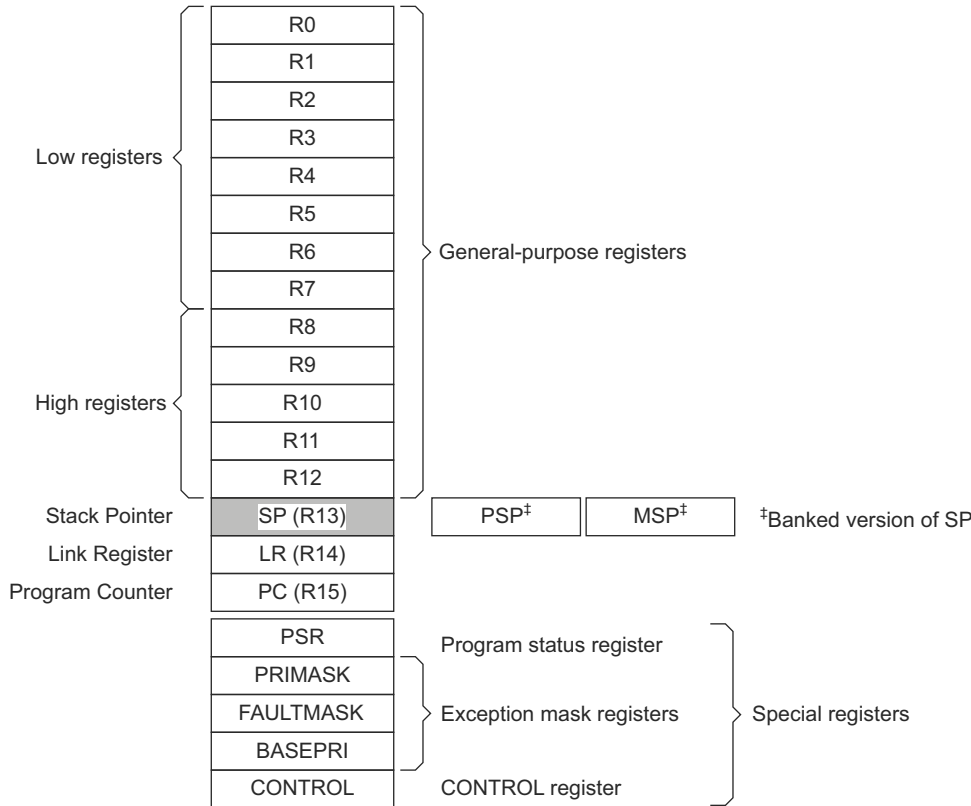 R0
R1
R2
R3
Low registers
R4
R5
R6
General-purpose registers
R7
R8
R9
High registers
R10
R11
R12
Stack Pointer SP (R13) PSP‡ MSP‡ ‡Banked version of SP
Link Register LR (R14)
Program Counter PC (R15)
PSR Program status register
PRIMASK
FAULTMASK Exception mask registers Special registers
BASEPRI
CONTROL CONTROL register